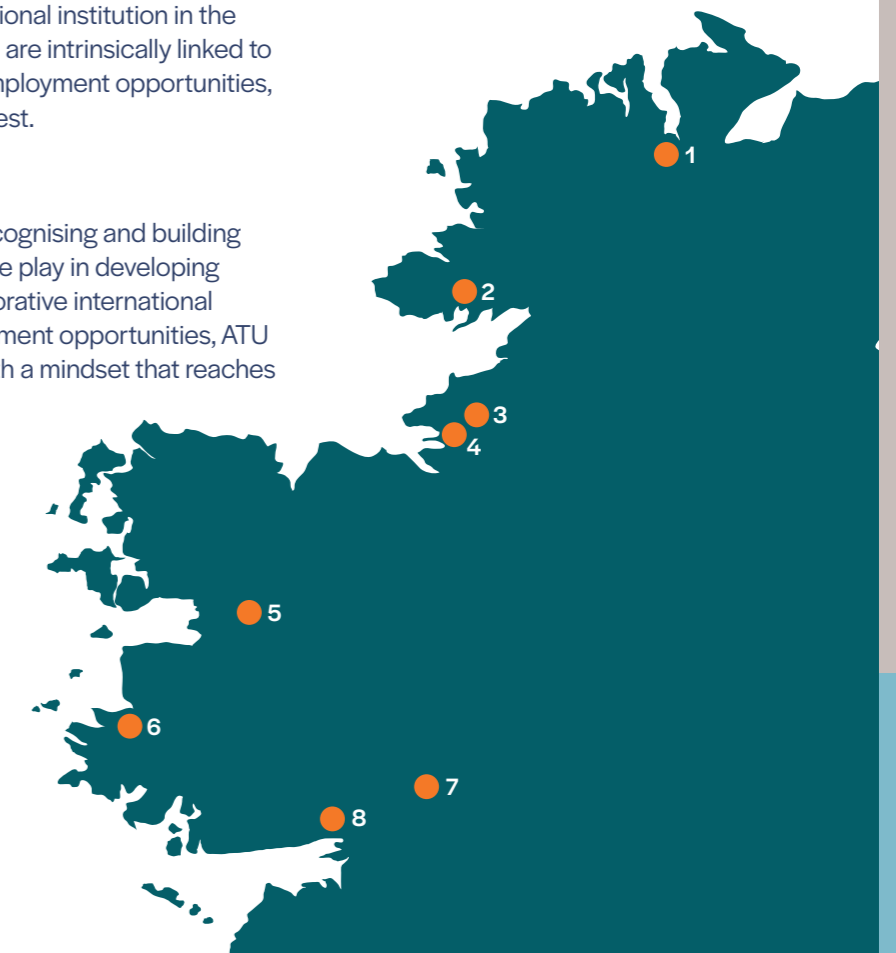 ional institution in the
are intrinsically linked to
ployment opportunities,
est.
cognising and building
e play in developing
orative international
ment opportunities, ATU
h a mindset that reaches
1
2
3
4
5
6
7
8